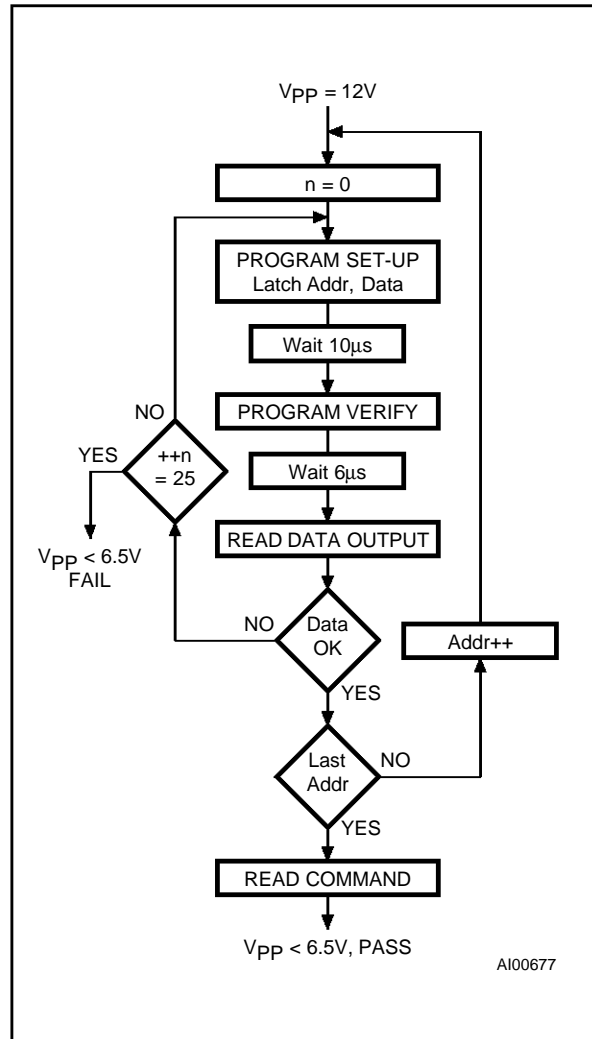 VPP = 12V
n = 0
PROGRAM SET-UP
Latch Addr, Data
Wait 10µs
NO
PROGRAM VERIFY
YES
++n
= 25
Wait 6µs
READ DATA OUTPUT
VPP < 6.5V
FAIL
NO
Data
OK
Addr++
YES
Last
Addr
NO
YES
READ COMMAND
VPP < 6.5V, PASS
AI00677